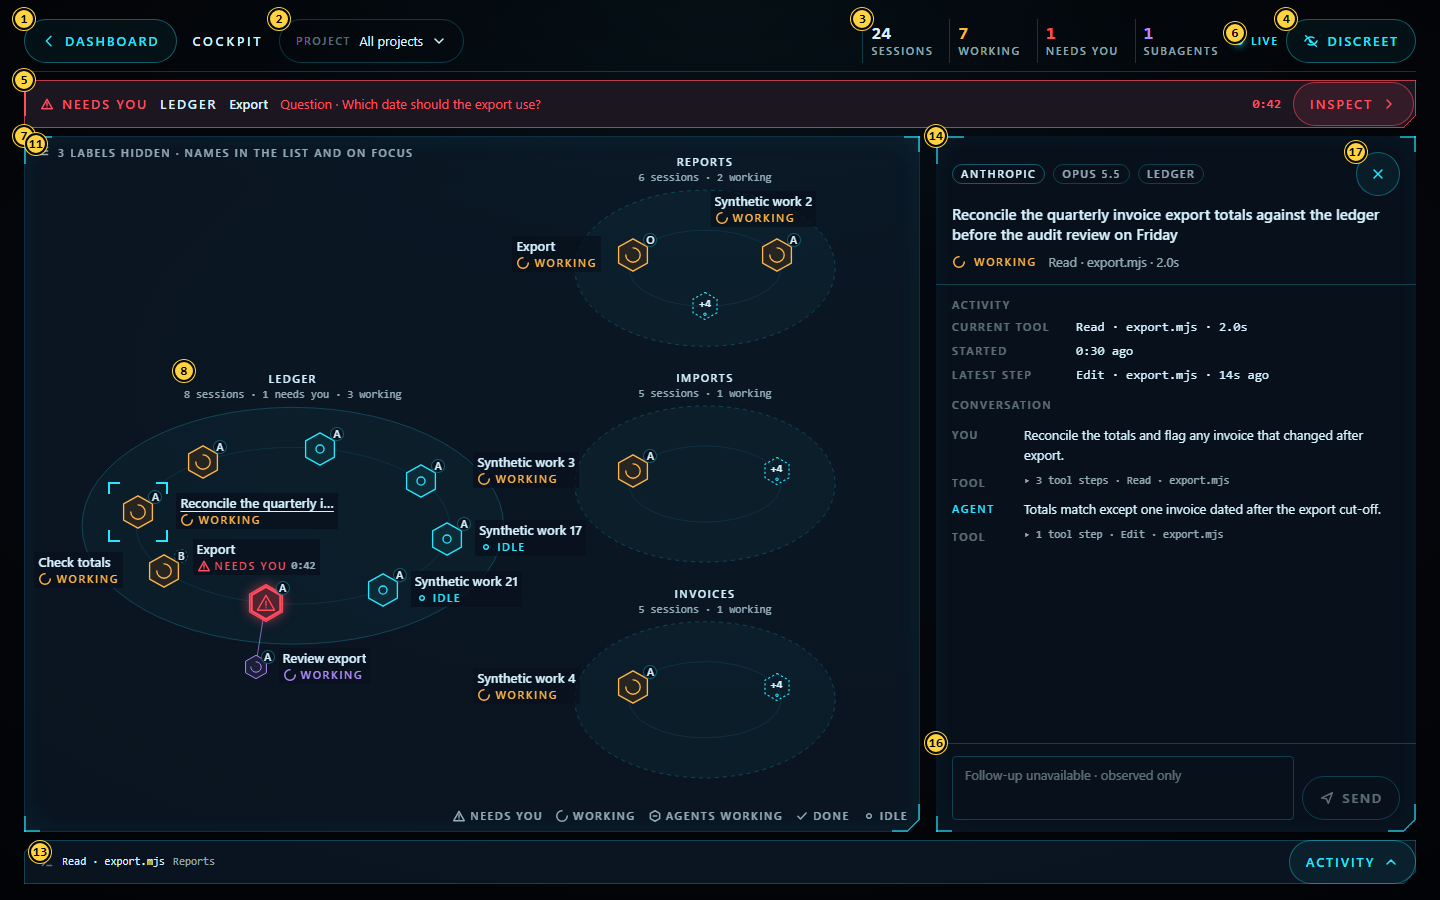 1
2
3
4
6
DASHBOARD
COCKPIT
PROJECT All projects
24 SESSIONS
7 WORKING
1 NEEDS YOU
1 SUBAGENTS
LIVE
DISCREET
5
NEEDS YOU LEDGER Export Question · Which date should the export use?
0:42
INSPECT
7
11
3 LABELS HIDDEN · NAMES IN THE LIST AND ON FOCUS
REPORTS
6 sessions · 2 working
Synthetic work 2
WORKING
Export
WORKING
O
A
+4
8
LEDGER
8 sessions · 1 needs you · 3 working
A
A
A
A
Reconcile the quarterly i...
WORKING
Check totals
WORKING
B
Export
NEEDS YOU 0:42
A
A
Synthetic work 17
IDLE
A
Synthetic work 21
IDLE
A
Review export
WORKING
IMPORTS
5 sessions · 1 working
Synthetic work 3
WORKING
A
+4
INVOICES
5 sessions · 1 working
Synthetic work 4
WORKING
A
+4
NEEDS YOU
WORKING
AGENTS WORKING
DONE
IDLE
14
17
ANTHROPIC
OPUS 5.5
LEDGER
Reconcile the quarterly invoice export totals against the ledger
before the audit review on Friday
WORKING Read · export.mjs · 2.0s
ACTIVITY
CURRENT TOOL Read · export.mjs · 2.0s
STARTED 0:30 ago
LATEST STEP Edit · export.mjs · 14s ago
CONVERSATION
YOU Reconcile the totals and flag any invoice that changed after
export.
TOOL ▸ 3 tool steps · Read · export.mjs
AGENT Totals match except one invoice dated after the export cut-off.
TOOL ▸ 1 tool step · Edit · export.mjs
16
Follow-up unavailable · observed only
SEND
13
Read · export.mjs Reports
ACTIVITY